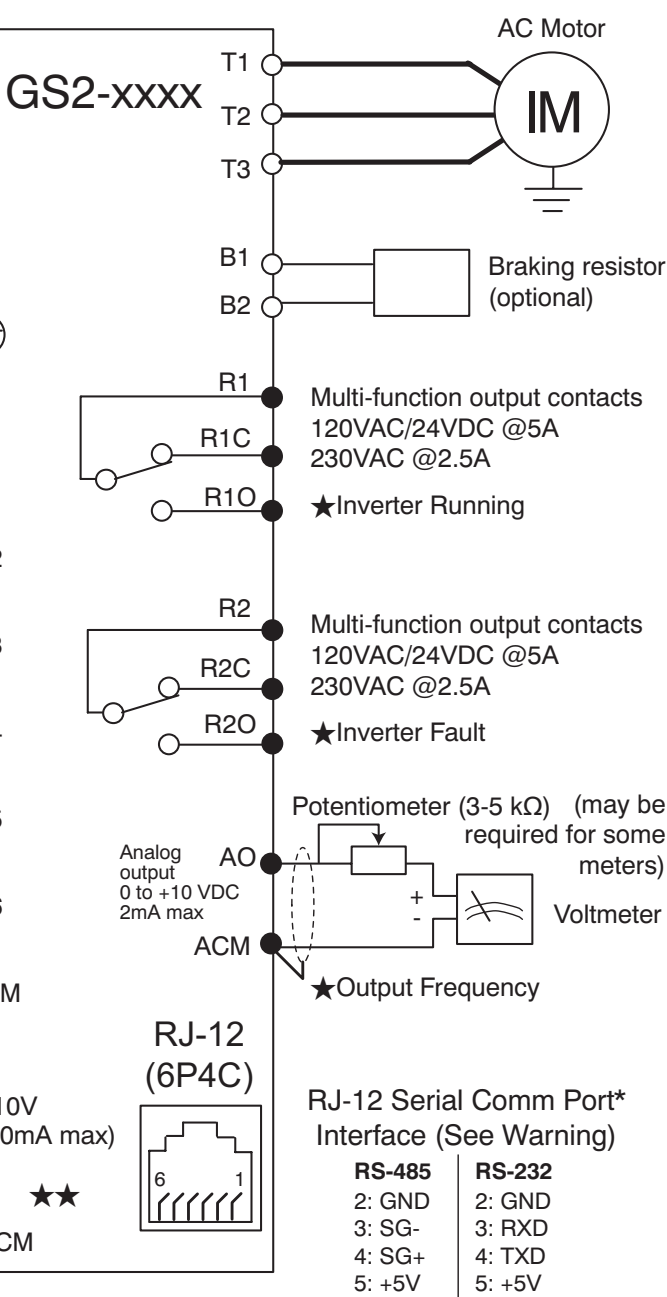 AC Motor
GS2-xxxx
T1
T2
T3
IM
B1
B2
Braking resistor
(optional)
R1
R1C
R1O
Multi-function output contacts
120VAC/24VDC @5A
230VAC @2.5A
★Inverter Running
R2
R2C
R2O
Multi-function output contacts
120VAC/24VDC @5A
230VAC @2.5A
★Inverter Fault
Potentiometer (3-5 kΩ) (may be
required for some
meters)
Analog
output
0 to +10 VDC
2mA max
AO
ACM
+
-
Voltmeter
★Output Frequency
M
RJ-12
(6P4C)
6 1
10V
0mA max)
★★
CM
RJ-12 Serial Comm Port*
Interface (See Warning)
RS-485 RS-232
2: GND 2: GND
3: SG- 3: RXD
4: SG+ 4: TXD
5: +5V 5: +5V